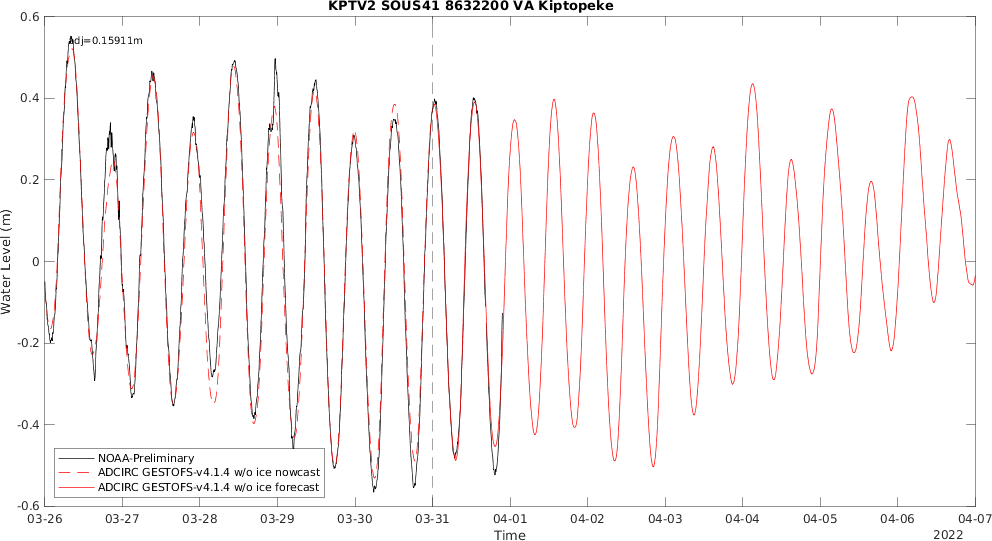 KPTV2 SOUS41 8632200 VA Kiptopeke
adj=0.15911m
0.6
0.4
0.2
0
-0.2
-0.4
-0.6
Water Level (m)
NOAA-Preliminary
ADCIRC GESTOFS-v4.1.4 w/o ice nowcast
ADCIRC GESTOFS-v4.1.4 w/o ice forecast
03-26 03-27 03-28 03-29 03-30 03-31 04-01 04-02 04-03 04-04 04-05 04-06 04-07
Time
2022